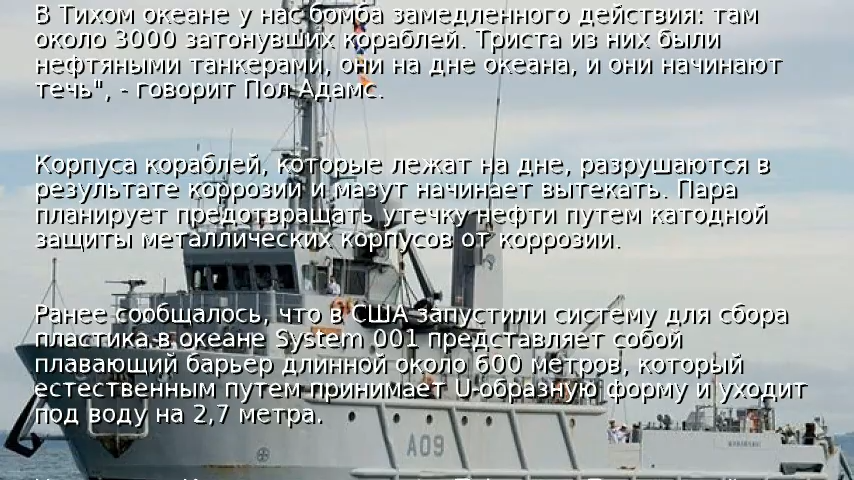 В Тихом океане у нас бомба замедленного действия: там
около 3000 затонувших кораблей. Триста из них были
нефтяными танкерами, они на дне океана, и они начинают
течь", - говорит Пол Адамс.
Корпуса кораблей, которые лежат на дне, разрушаются в
результате коррозии и мазут начинает вытекать. Пара
планирует предотвращать утечку нефти путем катодной
защиты металлических корпусов от коррозии.
Ранее сообщалось, что в США запустили систему для сбора
пластика в океане System 001 представляет собой
плавающий барьер длинной около 600 метров, который
естественным путем принимает U-образную форму и уходит
под воду на 2,7 метра.
A09